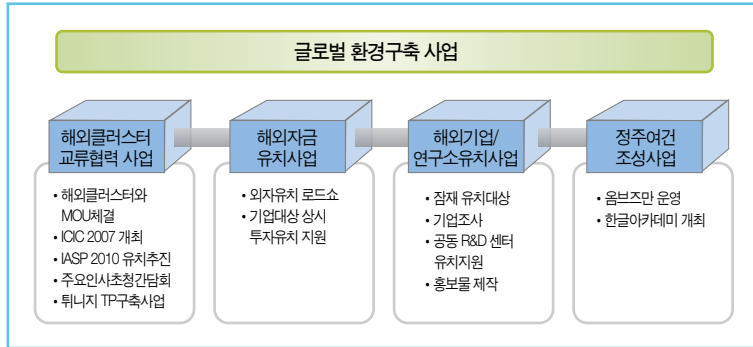 글로벌 환경구축 사업
해외클러스터
교류협력 사업
• 해외클러스터와
MOU체결
• ICIC 2007 개최
• IASP 2010 유치추진
• 주요인사초청간담회
• 튀니지 TP구축사업
해외자금
유치사업
• 외자유치 로드쇼
• 기업대상 상시
투자유치 지원
해외기업/
연구소유치사업
• 잠재 유치대상
• 기업조사
• 공동 R&D 센터
유치지원
• 홍보물 제작
정주여건
조성사업
• 옴브즈만 운영
• 한글아카데미 개최